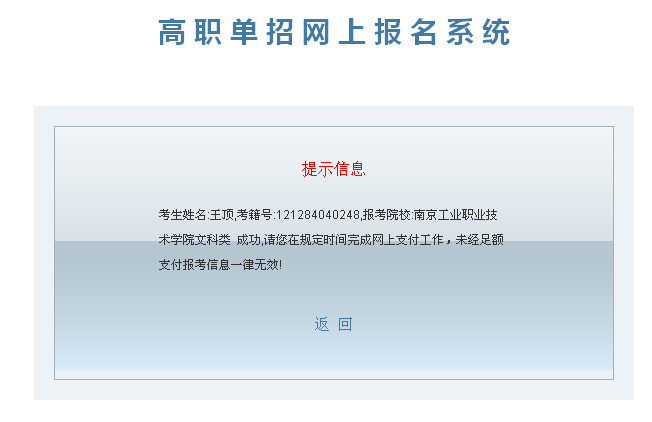 高职单招网上报名系统
提示信息
考生姓名:王顶,考籍号:121284040248,报考院校:南京工业职业技
术学院文科类 成功,请您在规定时间完成网上支付工作，未经足额
支付报考信息一律无效!
返 回